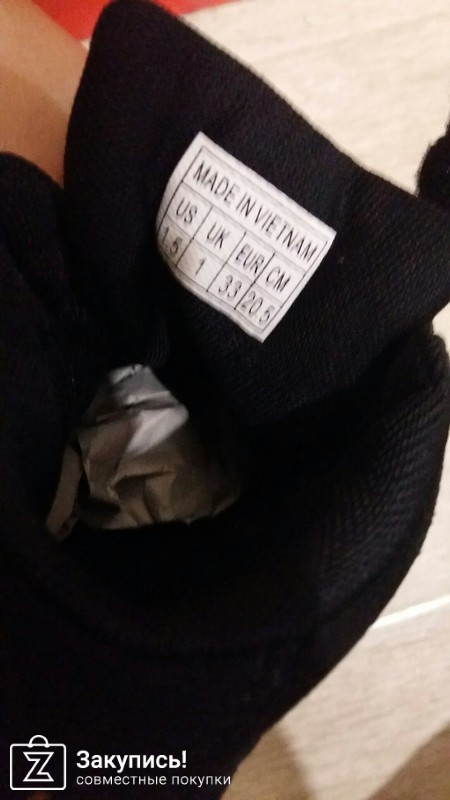 MADE IN VIETNAM
US UK EUR CM
1.5 1 33 20.5
Z Закупись!
совместные покупки